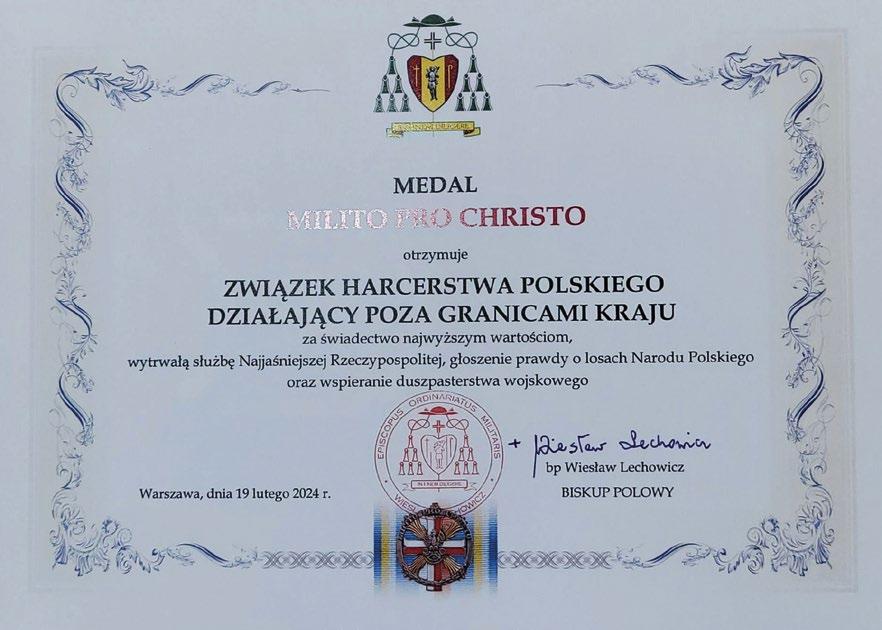 MEDAL
MILITO PRO CHRISTO
otrzymuje
ZWIĄZEK HARCERSTWA POLSKIEGO
DZIAŁAJĄCY POZA GRANICAMI KRAJU
za świadectwo najwyższym wartościom,
wytrwałą służbę Najjaśniejszej Rzeczypospolitej, głoszenie prawdy o losach Narodu Polskiego
oraz wspieranie duszpasterstwa wojskowego
EPISCOPUS ORDINARIATUS MILITARIS
+ Wiesław Lechowicz
bp Wiesław Lechowicz
Warszawa, dnia 19 lutego 2024 r.
BISKUP POLOWY